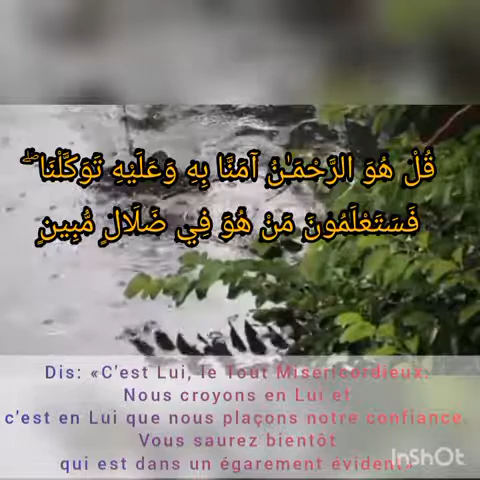 قُلْ هُوَ الرَّحْمَـٰنُ آمَنَّا بِهِ وَعَلَيْهِ تَوَكَّلْنَا ۖ
فَسَتَعْلَمُونَ مَنْ هُوَ فِي ضَلَالٍ مُّبِينٍ
Dis: «C'est Lui, le Tout Miséricordieux.
Nous croyons en Lui et
c'est en Lui que nous plaçons notre confiance.
Vous saurez bientôt
qui est dans un égarement évident»
InShOt